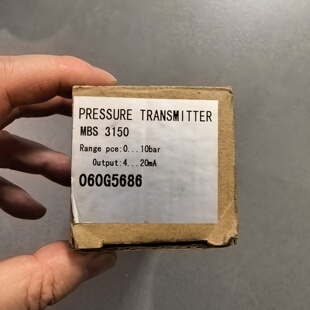 PRESSURE TRANSMITTER
MBS 3150
Range pce:0...10bar
Output:4...20mA
060G5686